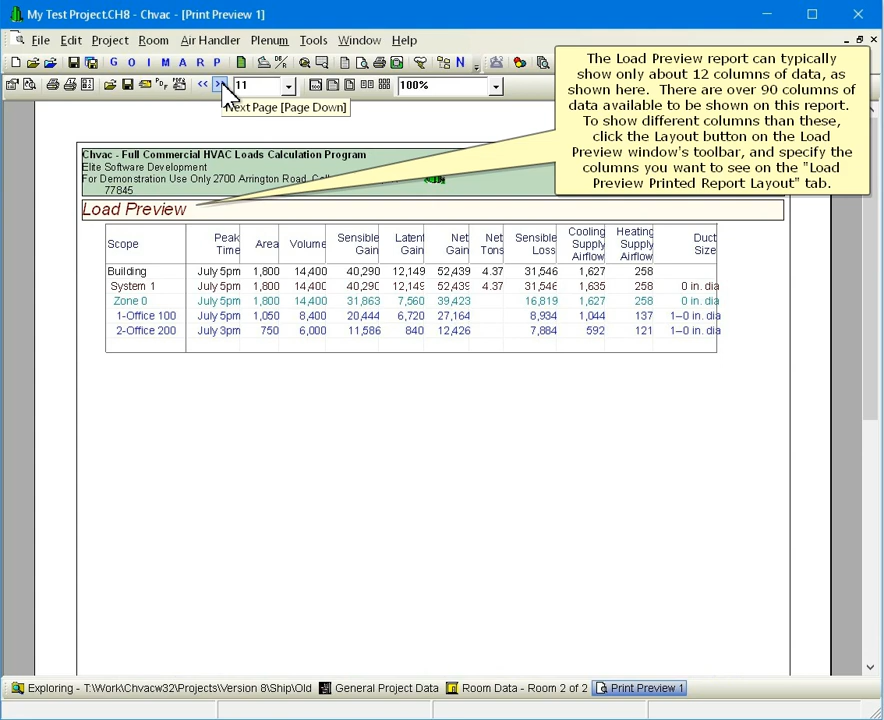 My Test Project.CH8 - Chvac - [Print Preview 1]
File Edit Project Room Air Handler Plenum Tools Window Help
G O I M A R P
N
<< >> 11 100%
Next Page [Page Down]
The Load Preview report can typically
show only about 12 columns of data, as
shown here. There are over 90 columns of
data available to be shown on this report.
To show different columns than these,
click the Layout button on the Load
Preview window's toolbar, and specify the
columns you want to see on the "Load
Preview Printed Report Layout" tab.
Chvac - Full Commercial HVAC Loads Calculation Program
Elite Software Development
For Demonstration Use Only 2700 Arrington Road,
77845
Load Preview
Scope Peak Time Area Volume Sensible Gain Latent Gain Net Gain Net Tons Sensible Loss Cooling Supply Airflow Heating Supply Airflow Duct Size
Building July 5pm 1,800 14,400 40,290 12,149 52,439 4.37 31,546 1,627 258
System 1 July 5pm 1,800 14,400 40,290 12,149 52,439 4.37 31,546 1,635 258 0 in. dia
Zone 0 July 5pm 1,800 14,400 31,863 7,560 39,423 16,819 1,627 258 0 in. dia
1-Office 100 July 5pm 1,050 8,400 20,444 6,720 27,164 8,934 1,044 137 1--0 in. dia
2-Office 200 July 3pm 750 6,000 11,586 840 12,426 7,884 592 121 1--0 in. dia
Exploring - T:\Work\Chvacw32\Projects\Version 8\Ship\Old General Project Data Room Data - Room 2 of 2 Print Preview 1